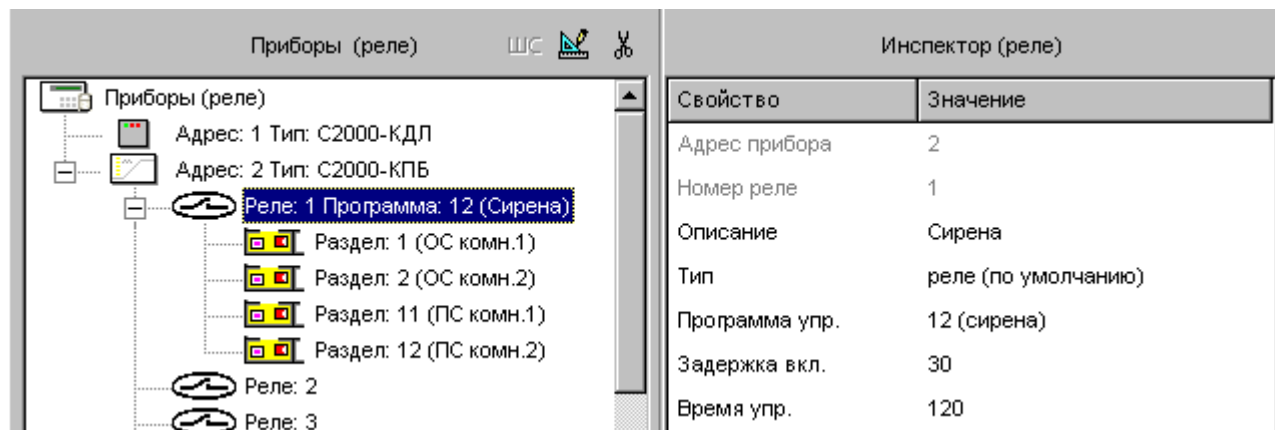 Приборы (реле)
ШС
Приборы (реле)
Адрес: 1 Тип: С2000-КДЛ
Адрес: 2 Тип: С2000-КПБ
Реле: 1 Программа: 12 (Сирена)
Раздел: 1 (ОС комн.1)
Раздел: 2 (ОС комн.2)
Раздел: 11 (ПС комн.1)
Раздел: 12 (ПС комн.2)
Реле: 2
Реле: 3
Инспектор (реле)
Свойство Значение
Адрес прибора 2
Номер реле 1
Описание Сирена
Тип реле (по умолчанию)
Программа упр. 12 (сирена)
Задержка вкл. 30
Время упр. 120